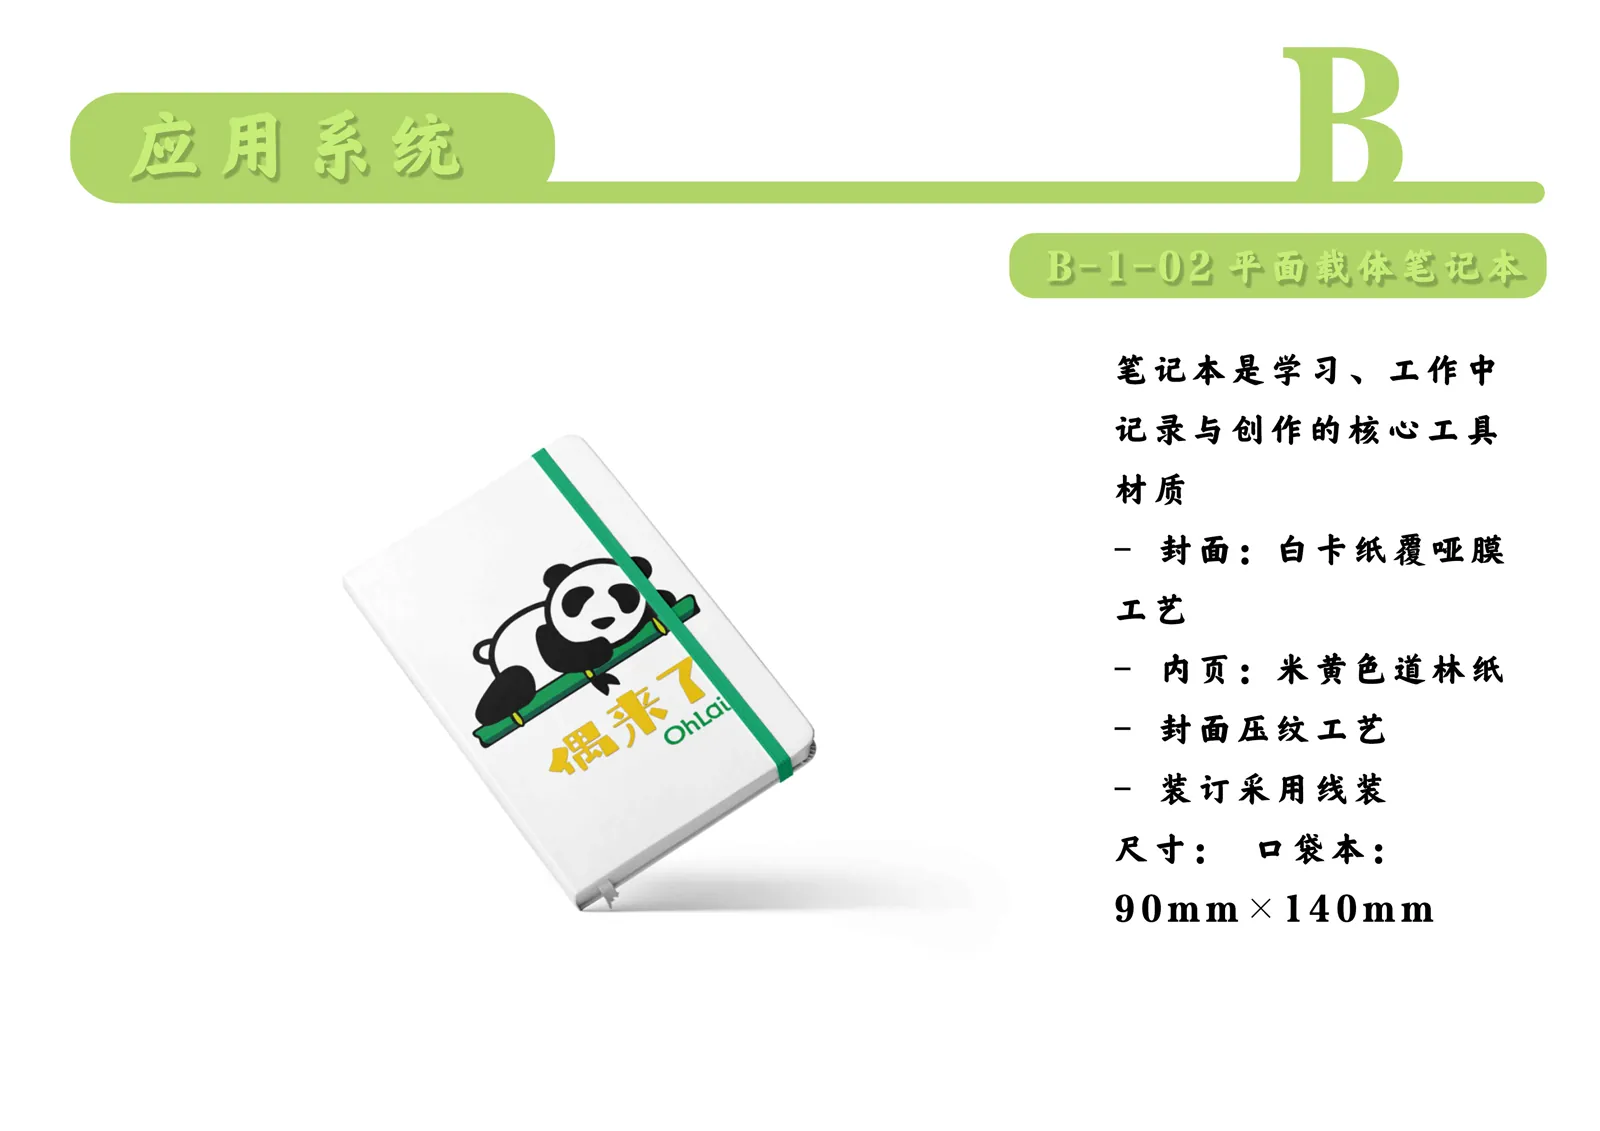 应用系统
B
B-1-02平面载体笔记本
笔记本是学习、工作中
记录与创作的核心工具
材质
- 封面：白卡纸覆哑膜
工艺
- 内页：米黄色道林纸
- 封面压纹工艺
- 装订采用线装
尺寸： 口袋本：
90mm×140mm
偶来了
OhLai